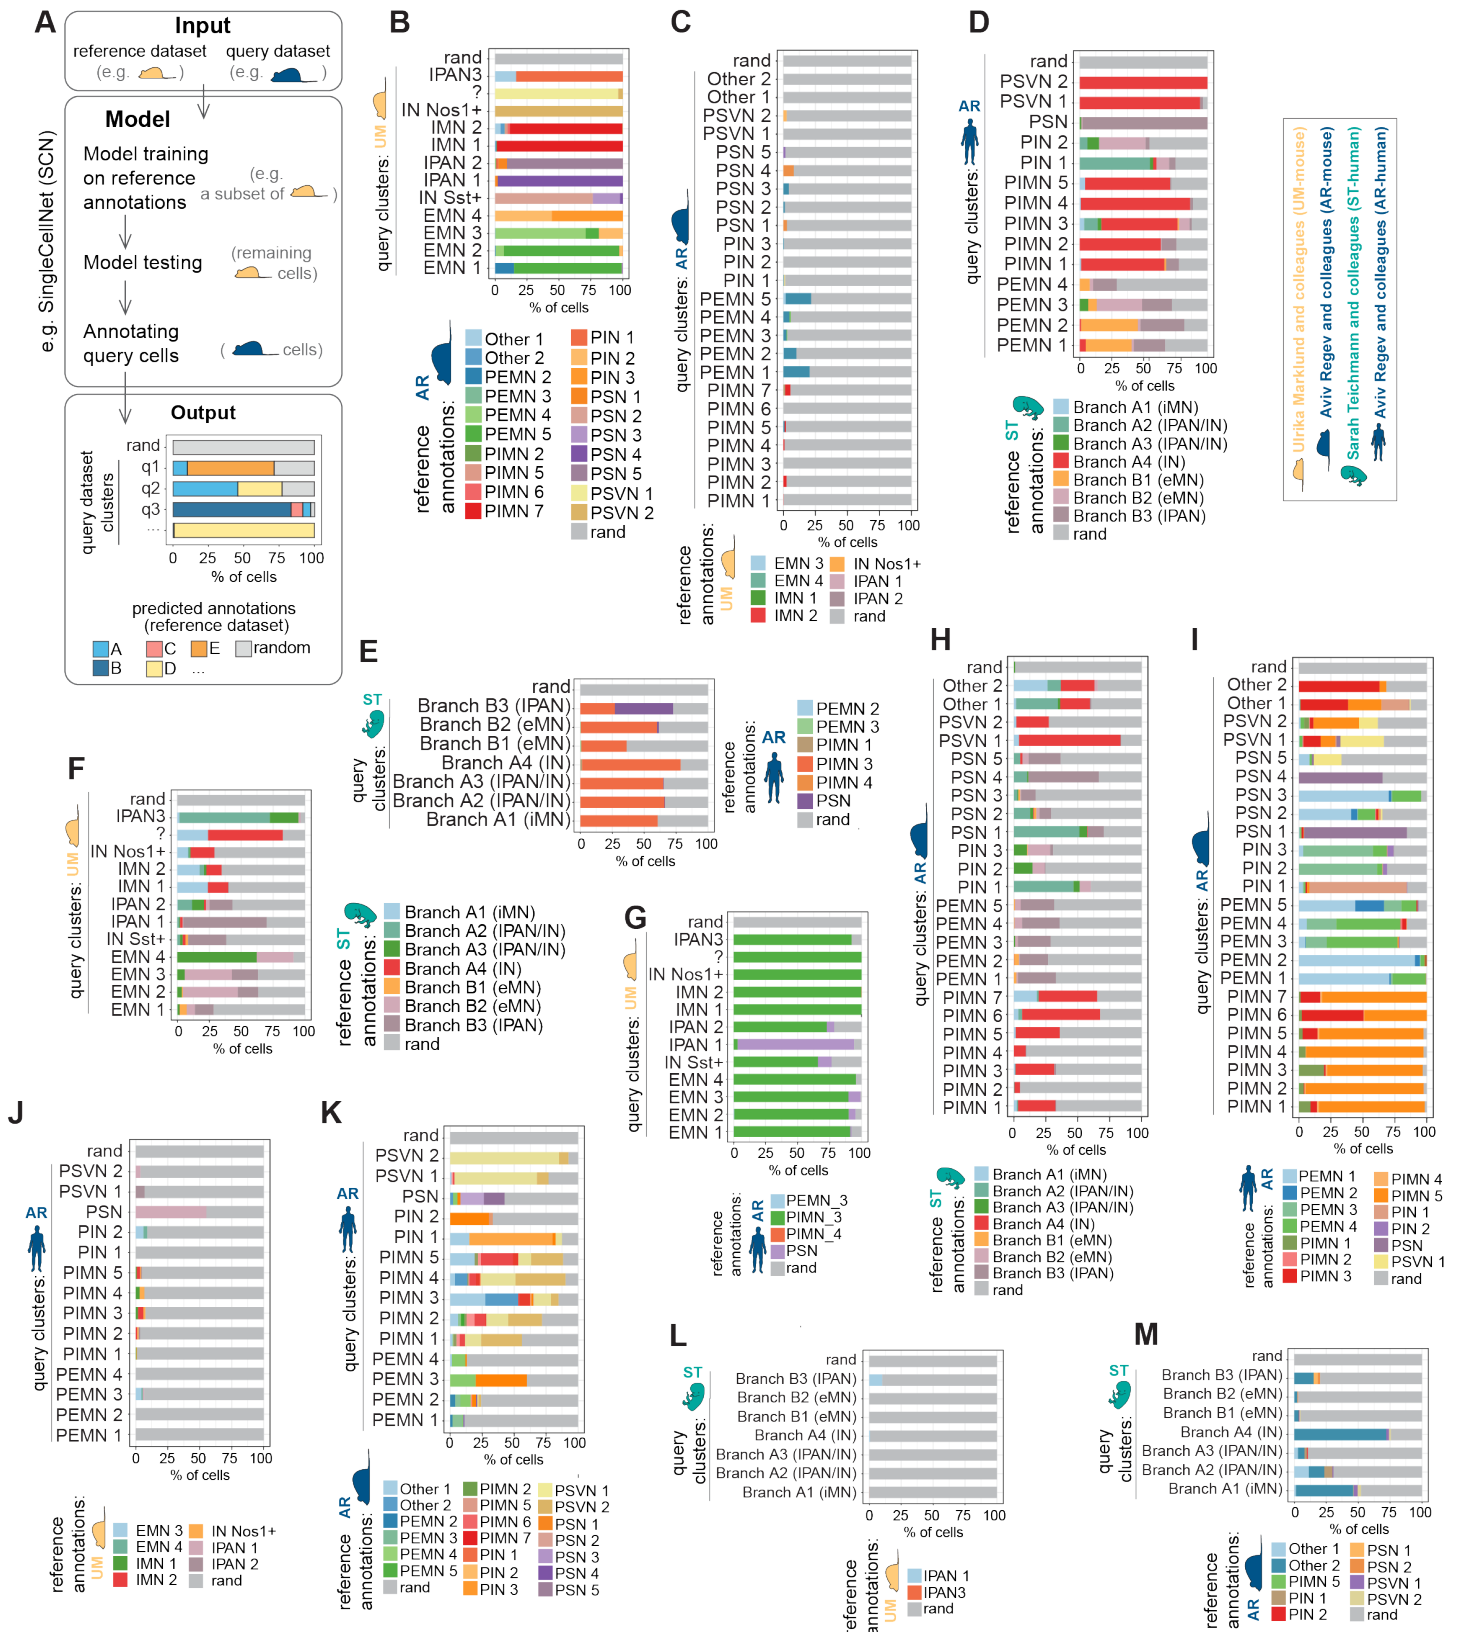 A
Input
reference dataset
query dataset
(e.g. )
(e.g. )
e.g. SingleCellNet (SCN)
Model
Model training
on reference
annotations
(e.g.
a subset of )
Model testing
(remaining
cells)
Annotating
query cells
( cells)
Output
query dataset
clusters
rand
q1
q2
q3
...
0 25 50 75 100
% of cells
predicted annotations
(reference dataset)
A C E random
B D ...
B
query clusters: UM
rand
IPAN3
?
IN Nos1+
IMN 2
IMN 1
IPAN 2
IPAN 1
IN Sst+
EMN 4
EMN 3
EMN 2
EMN 1
0 25 50 75 100
% of cells
reference AR
annotations:
Other 1
Other 2
PEMN 2
PEMN 3
PEMN 4
PEMN 5
PIMN 2
PIMN 5
PIMN 6
PIMN 7
PIN 1
PIN 2
PIN 3
PSN 1
PSN 2
PSN 3
PSN 4
PSN 5
PSVN 1
PSVN 2
rand
C
query clusters: AR
rand
Other 2
Other 1
PSVN 2
PSVN 1
PSN 5
PSN 4
PSN 3
PSN 2
PSN 1
PIN 3
PIN 2
PIN 1
PEMN 5
PEMN 4
PEMN 3
PEMN 2
PEMN 1
PIMN 7
PIMN 6
PIMN 5
PIMN 4
PIMN 3
PIMN 2
PIMN 1
0 25 50 75 100
% of cells
reference
annotations:
UM
EMN 3
EMN 4
IMN 1
IMN 2
IN Nos1+
IPAN 1
IPAN 2
rand
D
query clusters:
AR
rand
PSVN 2
PSVN 1
PSN
PIN 2
PIN 1
PIMN 5
PIMN 4
PIMN 3
PIMN 2
PIMN 1
PEMN 4
PEMN 3
PEMN 2
PEMN 1
0 25 50 75 100
% of cells
reference ST
annotations:
Branch A1 (iMN)
Branch A2 (IPAN/IN)
Branch A3 (IPAN/IN)
Branch A4 (IN)
Branch B1 (eMN)
Branch B2 (eMN)
Branch B3 (IPAN)
rand
Ulrika Marklund and colleagues (UM-mouse)
Aviv Regev and colleagues (AR-mouse)
Sarah Teichmann and colleagues (ST-human)
Aviv Regev and colleagues (AR-human)
E
ST
query
clusters:
rand
Branch B3 (IPAN)
Branch B2 (eMN)
Branch B1 (eMN)
Branch A4 (IN)
Branch A3 (IPAN/IN)
Branch A2 (IPAN/IN)
Branch A1 (iMN)
0 25 50 75 100
% of cells
reference
annotations:
AR
PEMN 2
PEMN 3
PIMN 1
PIMN 3
PIMN 4
PSN
rand
F
query clusters: UM
rand
IPAN3
?
IN Nos1+
IMN 2
IMN 1
IPAN 2
IPAN 1
IN Sst+
EMN 4
EMN 3
EMN 2
EMN 1
0 25 50 75 100
% of cells
reference ST
annotations:
Branch A1 (iMN)
Branch A2 (IPAN/IN)
Branch A3 (IPAN/IN)
Branch A4 (IN)
Branch B1 (eMN)
Branch B2 (eMN)
Branch B3 (IPAN)
rand
G
query clusters: UM
rand
IPAN3
?
IN Nos1+
IMN 2
IMN 1
IPAN 2
IPAN 1
IN Sst+
EMN 4
EMN 3
EMN 2
EMN 1
0 25 50 75 100
% of cells
reference
annotations: AR
PEMN_3
PIMN_3
PIMN_4
PSN
rand
H
query clusters: AR
rand
Other 2
Other 1
PSVN 2
PSVN 1
PSN 5
PSN 4
PSN 3
PSN 2
PSN 1
PIN 3
PIN 2
PIN 1
PEMN 5
PEMN 4
PEMN 3
PEMN 2
PEMN 1
PIMN 7
PIMN 6
PIMN 5
PIMN 4
PIMN 3
PIMN 2
PIMN 1
0 25 50 75 100
% of cells
reference ST
annotations:
Branch A1 (iMN)
Branch A2 (IPAN/IN)
Branch A3 (IPAN/IN)
Branch A4 (IN)
Branch B1 (eMN)
Branch B2 (eMN)
Branch B3 (IPAN)
rand
I
query clusters: AR
rand
Other 2
Other 1
PSVN 2
PSVN 1
PSN 5
PSN 4
PSN 3
PSN 2
PSN 1
PIN 3
PIN 2
PIN 1
PEMN 5
PEMN 4
PEMN 3
PEMN 2
PEMN 1
PIMN 7
PIMN 6
PIMN 5
PIMN 4
PIMN 3
PIMN 2
PIMN 1
0 25 50 75 100
% of cells
reference
annotations:
AR
PEMN 1
PEMN 2
PEMN 3
PEMN 4
PIMN 1
PIMN 2
PIMN 3
PIMN 4
PIMN 5
PIN 1
PIN 2
PSN
PSVN 1
rand
J
query clusters:
AR
rand
PSVN 2
PSVN 1
PSN
PIN 2
PIN 1
PIMN 5
PIMN 4
PIMN 3
PIMN 2
PIMN 1
PEMN 4
PEMN 3
PEMN 2
PEMN 1
0 25 50 75 100
% of cells
reference
annotations:
UM
EMN 3
EMN 4
IMN 1
IMN 2
IN Nos1+
IPAN 1
IPAN 2
rand
K
query clusters:
AR
rand
PSVN 2
PSVN 1
PSN
PIN 2
PIN 1
PIMN 5
PIMN 4
PIMN 3
PIMN 2
PIMN 1
PEMN 4
PEMN 3
PEMN 2
PEMN 1
0 25 50 75 100
% of cells
reference AR
annotations:
Other 1
Other 2
PEMN 2
PEMN 3
PEMN 4
PEMN 5
rand
PIMN 2
PIMN 5
PIMN 6
PIMN 7
PIN 1
PIN 2
PIN 3
PSVN 1
PSVN 2
PSN 1
PSN 2
PSN 3
PSN 4
PSN 5
L
ST
query
clusters:
rand
Branch B3 (IPAN)
Branch B2 (eMN)
Branch B1 (eMN)
Branch A4 (IN)
Branch A3 (IPAN/IN)
Branch A2 (IPAN/IN)
Branch A1 (iMN)
0 25 50 75 100
% of cells
reference
annotations:
UM
IPAN 1
IPAN3
rand
M
ST
query
clusters:
rand
Branch B3 (IPAN)
Branch B2 (eMN)
Branch B1 (eMN)
Branch A4 (IN)
Branch A3 (IPAN/IN)
Branch A2 (IPAN/IN)
Branch A1 (iMN)
0 25 50 75 100
% of cells
reference
annotations:
AR
Other 1
Other 2
PIMN 5
PIN 1
PIN 2
PSN 1
PSN 2
PSVN 1
PSVN 2
rand